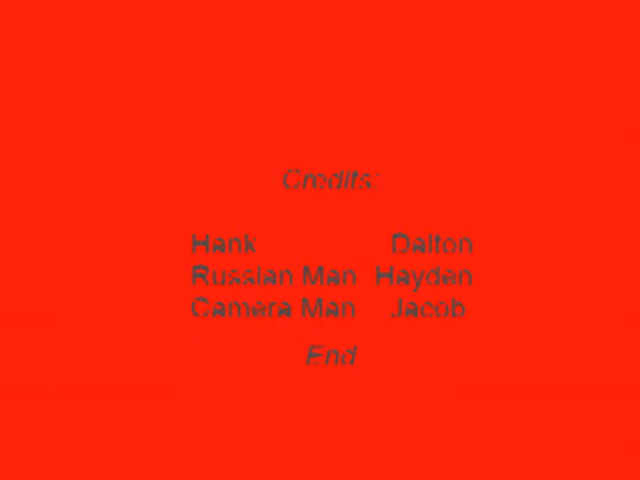 Credits:
Hank Dalton
Russian Man Hayden
Camera Man Jacob
End